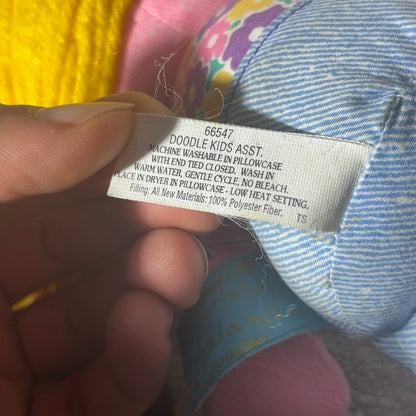 66547
DOODLE KIDS ASST.
MACHINE WASHABLE IN PILLOWCASE
WITH END TIED CLOSED. WASH IN
WARM WATER, GENTLE CYCLE, NO BLEACH.
PLACE IN DRYER IN PILLOWCASE - LOW HEAT SETTING.
Filling: All New Materials: 100% Polyester Fiber.
TS